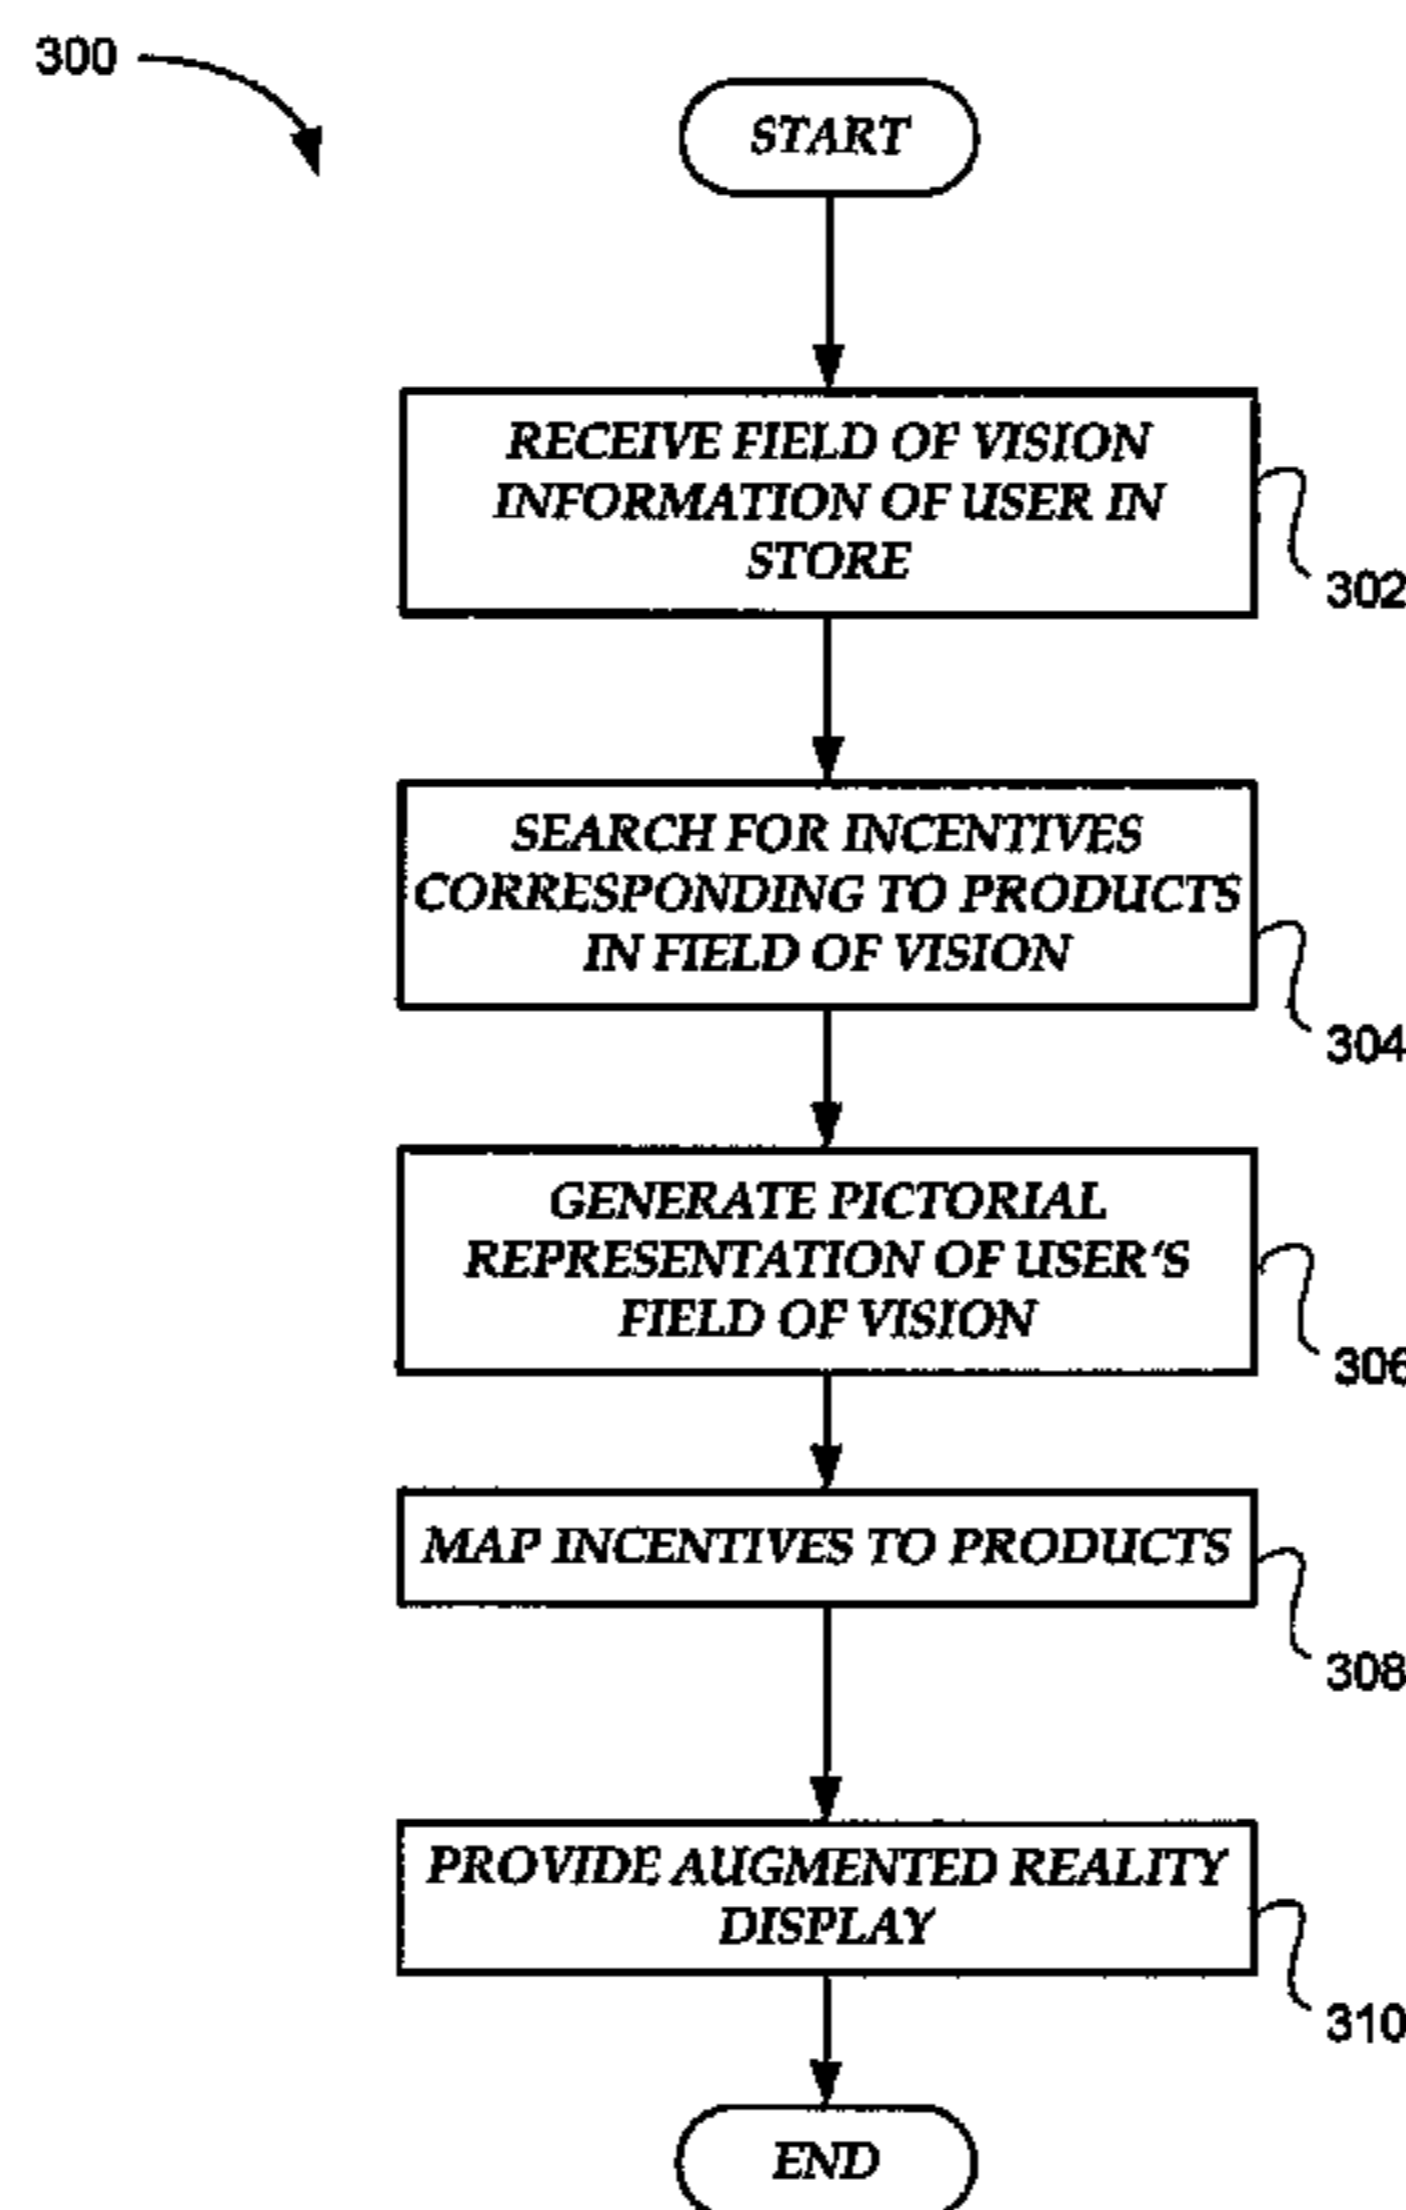 300
START
RECEIVE FIELD OF VISION
INFORMATION OF USER IN
STORE
302
SEARCH FOR INCENTIVES
CORRESPONDING TO PRODUCTS
IN FIELD OF VISION
304
GENERATE PICTORIAL
REPRESENTATION OF USER'S
FIELD OF VISION
306
MAP INCENTIVES TO PRODUCTS
308
PROVIDE AUGMENTED REALITY
DISPLAY
310
END